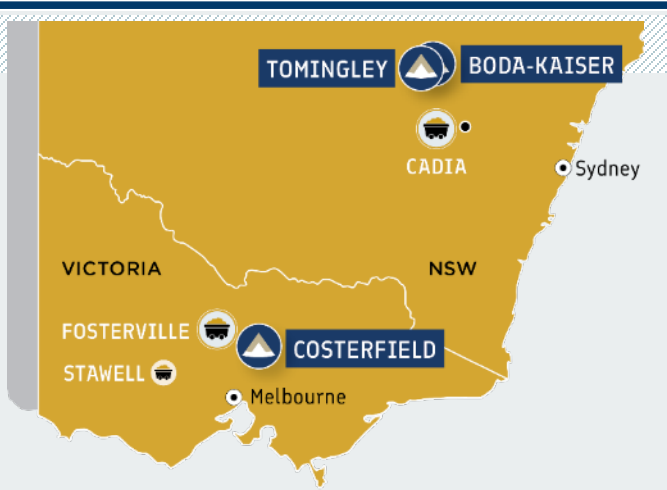 TOMINGLEY
BODA-KAISER
CADIA
Sydney
VICTORIA
NSW
FOSTERVILLE
COSTERFIELD
STAWELL
Melbourne